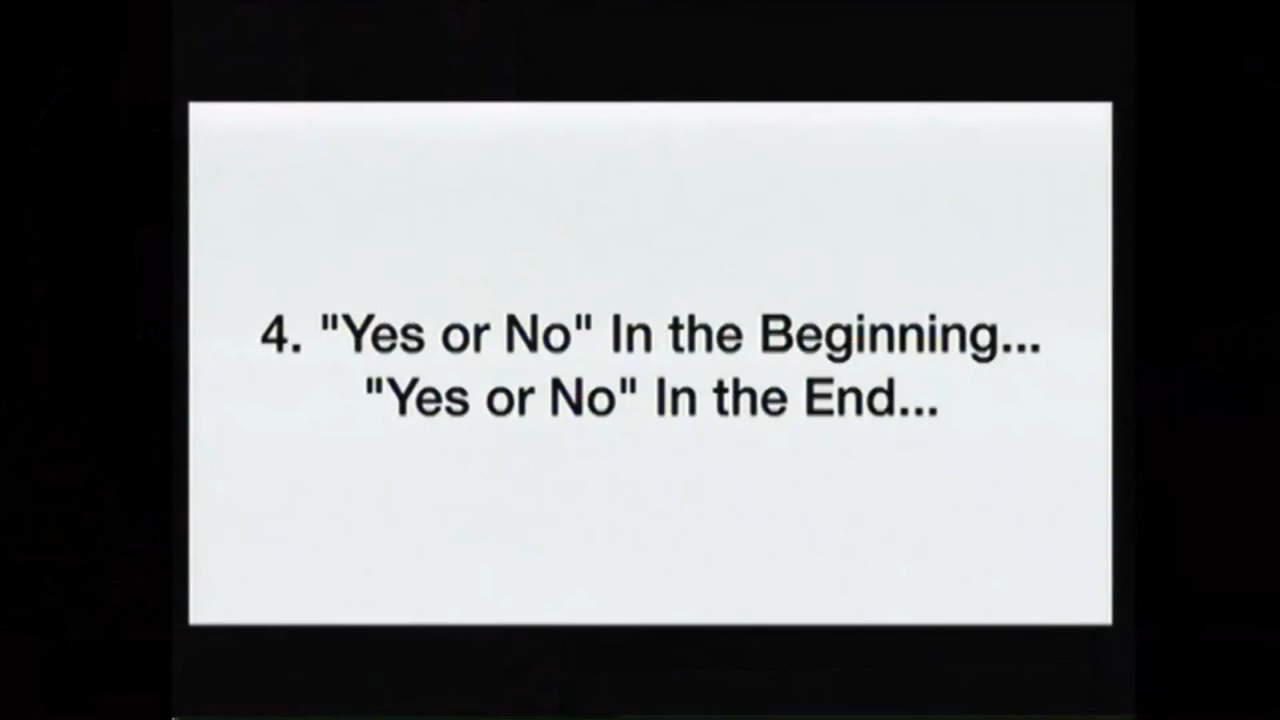 4. "Yes or No" In the Beginning...
"Yes or No" In the End...